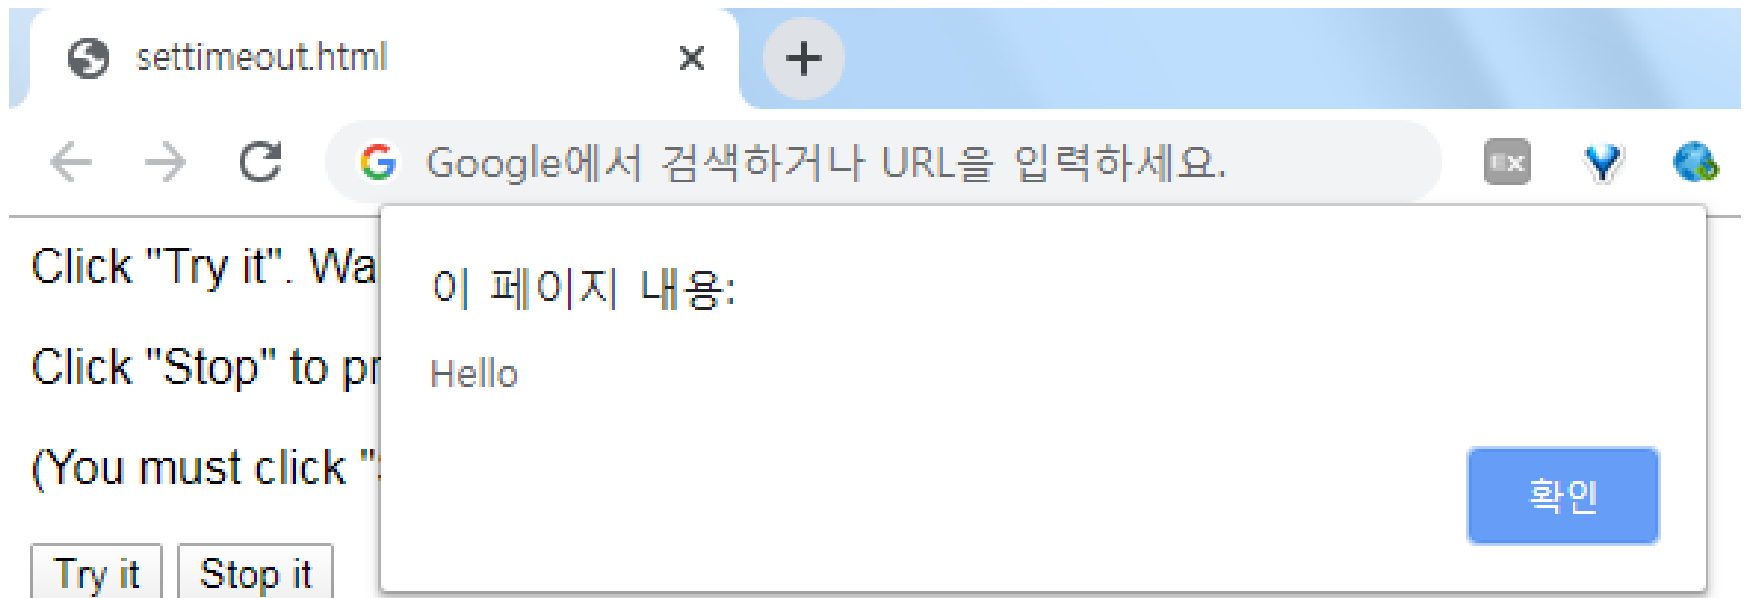 settimeout.html
Google에서 검색하거나 URL을 입력하세요.
Click "Try it". Wa
이 페이지 내용:
Click "Stop" to pr
Hello
(You must click "
확인
Try it Stop it